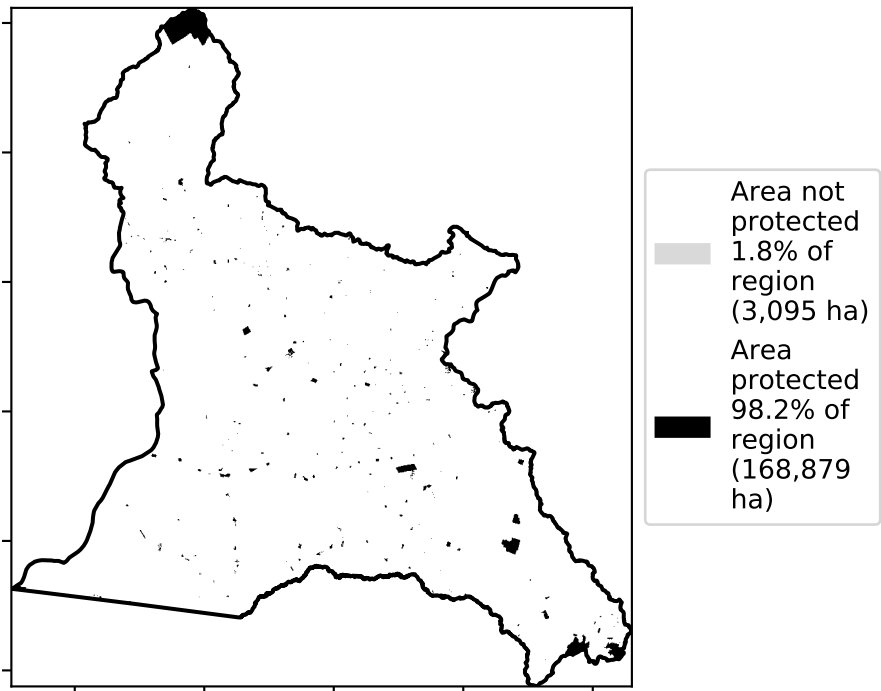 Area not
protected
1.8% of
region
(3,095 ha)
Area
protected
98.2% of
region
(168,879
ha)